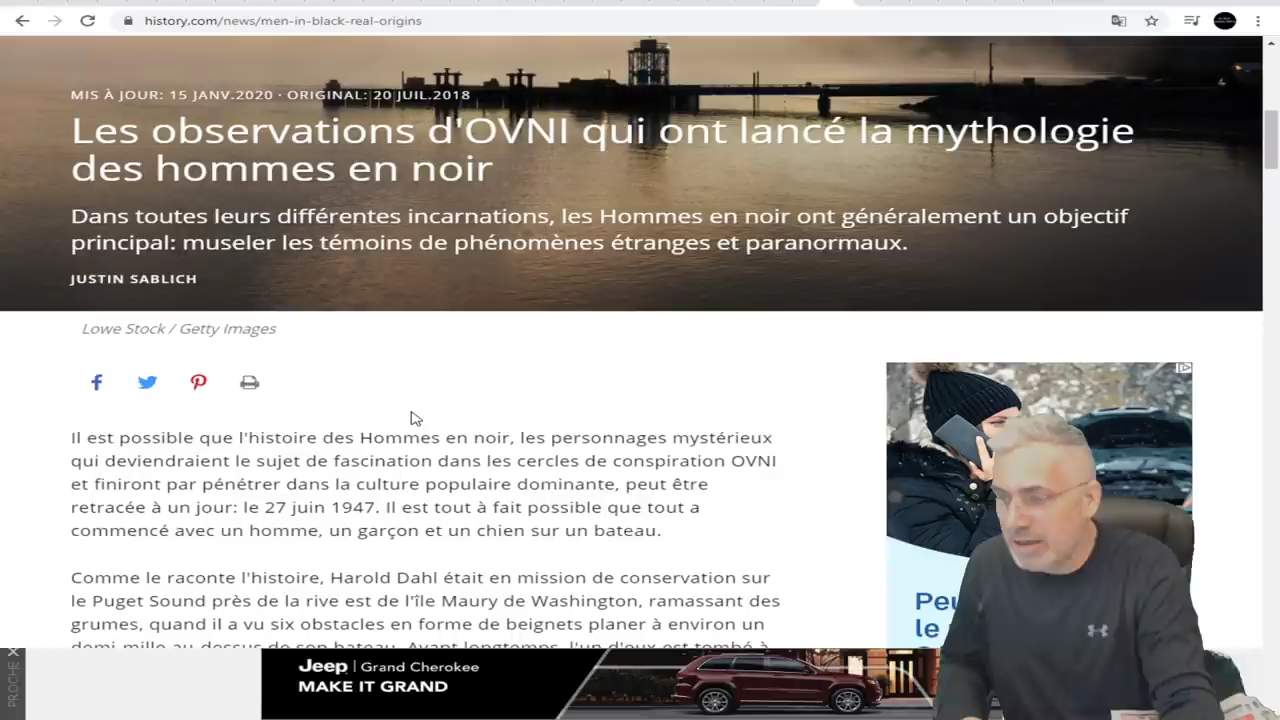 history.com/news/men-in-black-real-origins
MIS À JOUR: 15 JANV.2020 · ORIGINAL: 20 JUIL.2018
Les observations d'OVNI qui ont lancé la mythologie
des hommes en noir
Dans toutes leurs différentes incarnations, les Hommes en noir ont généralement un objectif
principal: museler les témoins de phénomènes étranges et paranormaux.
JUSTIN SABLICH
Lowe Stock / Getty Images
Il est possible que l'histoire des Hommes en noir, les personnages mystérieux
qui deviendraient le sujet de fascination dans les cercles de conspiration OVNI
et finiront par pénétrer dans la culture populaire dominante, peut être
retracée à un jour: le 27 juin 1947. Il est tout à fait possible que tout a
commencé avec un homme, un garçon et un chien sur un bateau.
Comme le raconte l'histoire, Harold Dahl était en mission de conservation sur
le Puget Sound près de la rive est de l'île Maury de Washington, ramassant des
grumes, quand il a vu six obstacles en forme de beignets planer à environ un
demi-mille au-dessus de son bateau. Avant longtemps, l'un d'eux est tombé à
le
PROCHE
Jeep | Grand Cherokee
MAKE IT GRAND